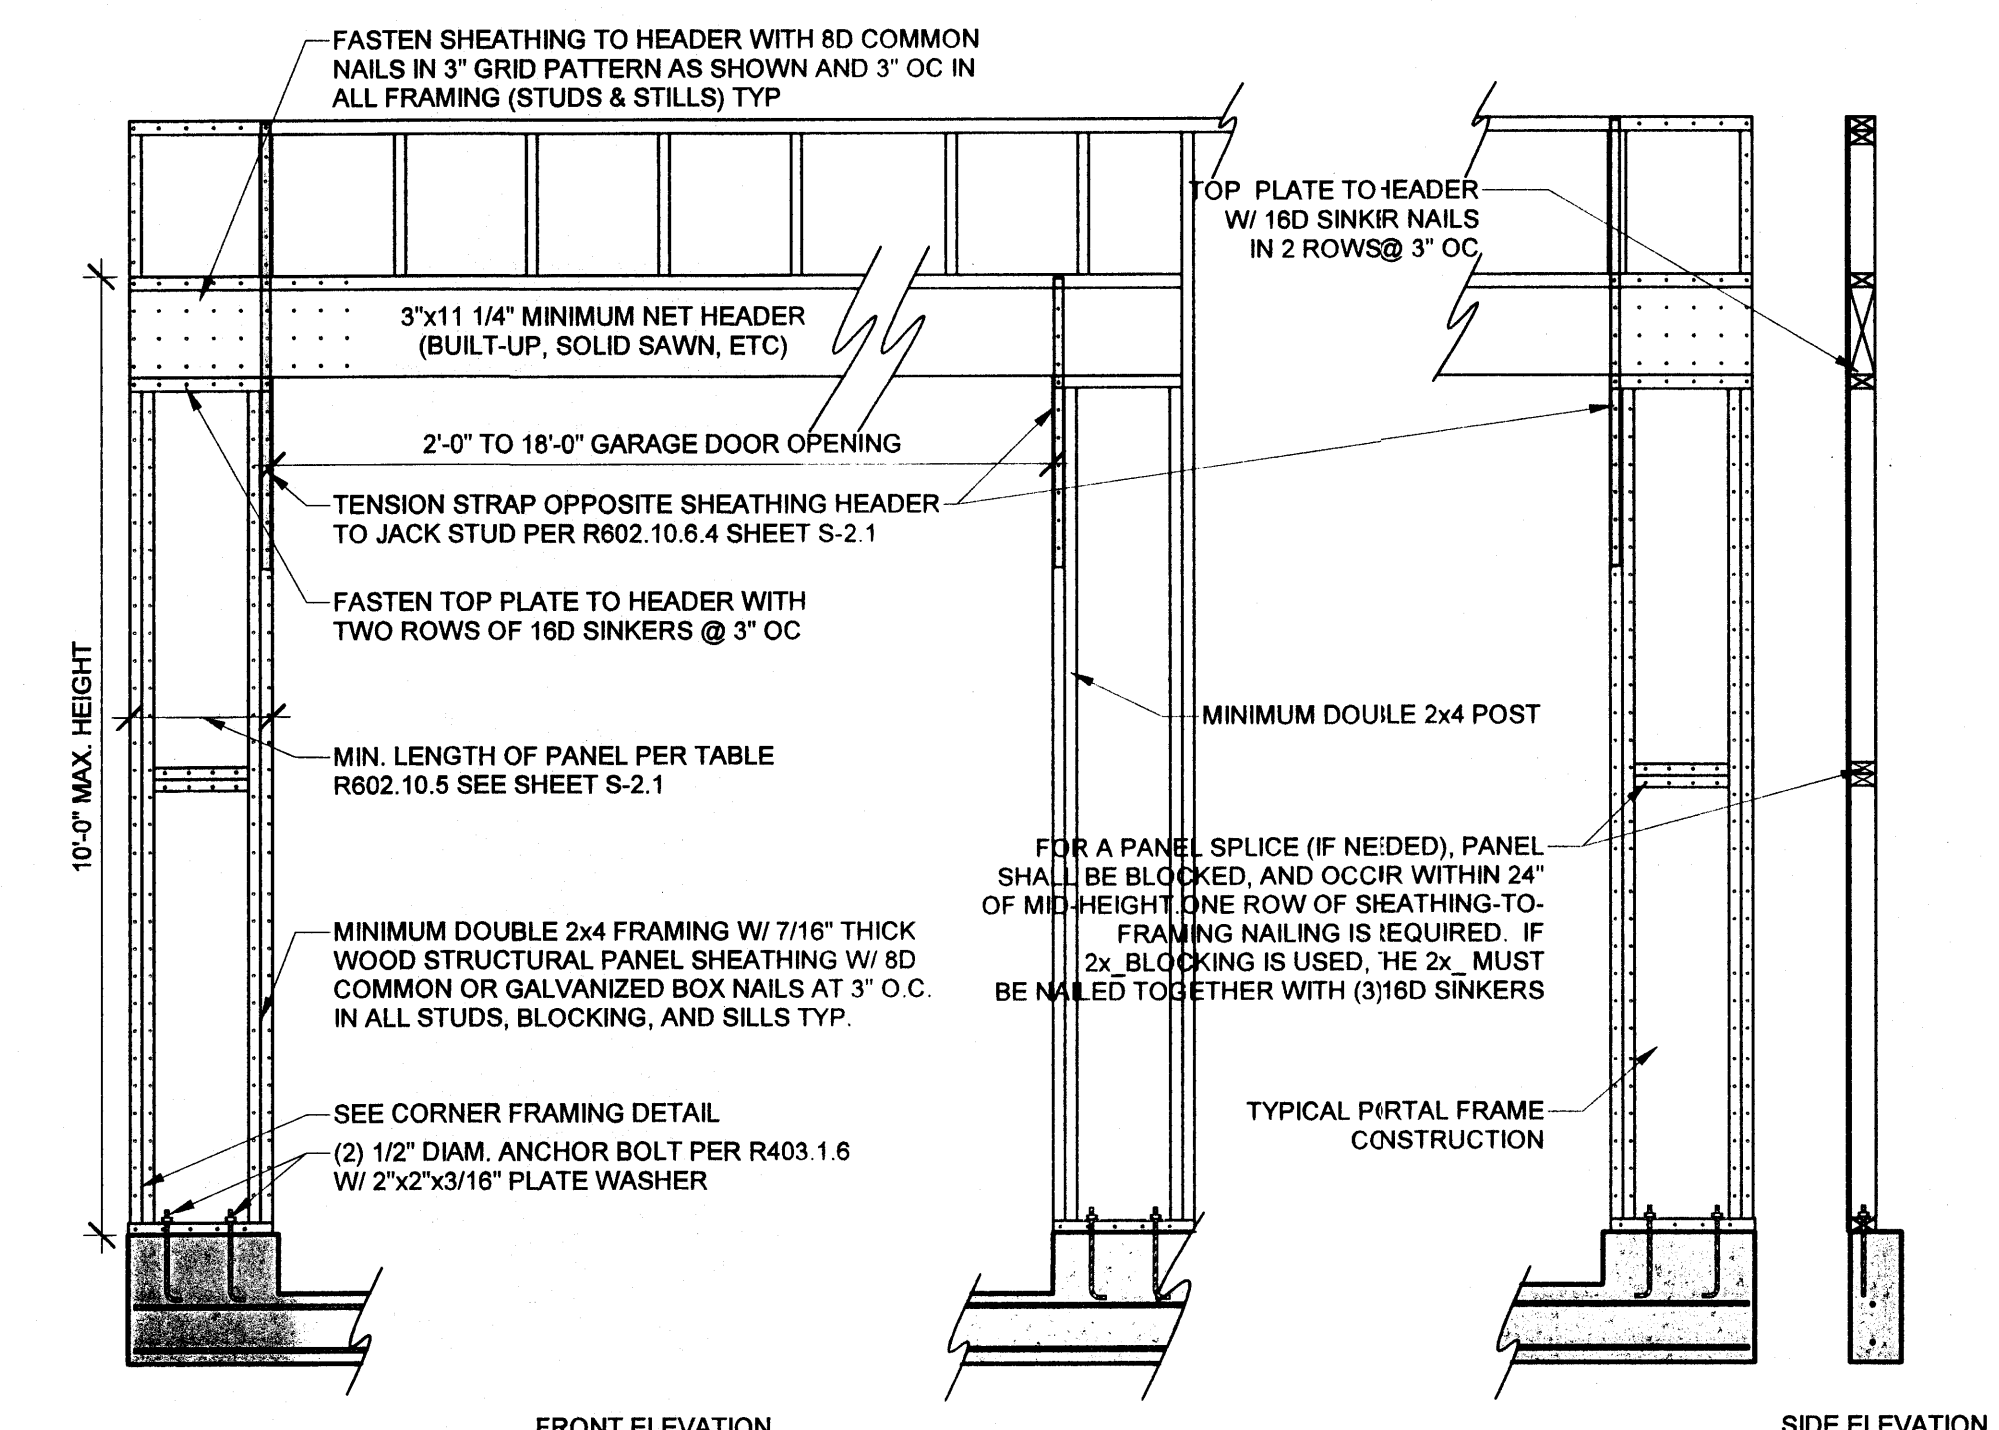 FASTEN SHEATHING TO HEADER WITH 8D COMMON
NAILS IN 3" GRID PATTERN AS SHOWN AND 3" OC IN
ALL FRAMING (STUDS & STILLS) TYP
TOP PLATE TO HEADER
W/ 16D SINKER NAILS
IN 2 ROWS@ 3" OC
3"x11 1/4" MINIMUM NET HEADER
(BUILT-UP, SOLID SAWN, ETC)
2'-0" TO 18'-0" GARAGE DOOR OPENING
TENSION STRAP OPPOSITE SHEATHING HEADER
TO JACK STUD PER R602.10.6.4 SHEET S-2.1
FASTEN TOP PLATE TO HEADER WITH
TWO ROWS OF 16D SINKERS @ 3" OC
10'-0" MAX. HEIGHT
MINIMUM DOUBLE 2x4 POST
MIN. LENGTH OF PANEL PER TABLE
R602.10.5 SEE SHEET S-2.1
FOR A PANEL SPLICE (IF NEEDED), PANEL
SHALL BE BLOCKED, AND OCCUR WITHIN 24"
OF MID-HEIGHT.ONE ROW OF SHEATHING-TO-
FRAMING NAILING IS REQUIRED. IF
2x_BLOCKING IS USED, THE 2x_ MUST
BE NAILED TOGETHER WITH (3)16D SINKERS
MINIMUM DOUBLE 2x4 FRAMING W/ 7/16" THICK
WOOD STRUCTURAL PANEL SHEATHING W/ 8D
COMMON OR GALVANIZED BOX NAILS AT 3" O.C.
IN ALL STUDS, BLOCKING, AND SILLS TYP.
SEE CORNER FRAMING DETAIL
(2) 1/2" DIAM. ANCHOR BOLT PER R403.1.6
W/ 2"x2"x3/16" PLATE WASHER
TYPICAL PORTAL FRAME
CONSTRUCTION
FRONT ELEVATION
SIDE ELEVATION